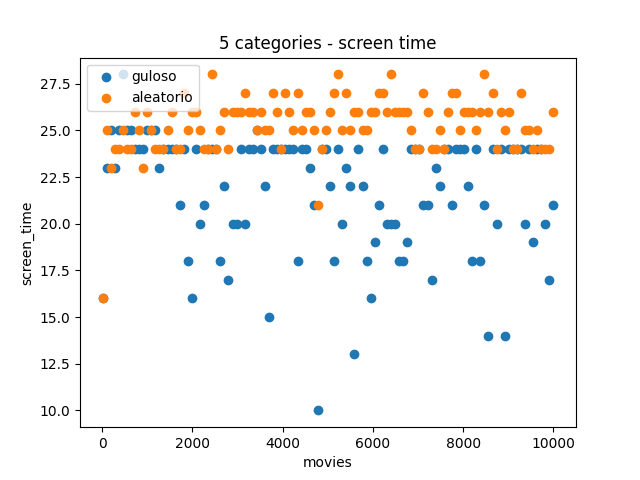 5 categories - screen time
guloso
aleatorio
screen_time
27.5
25.0
22.5
20.0
17.5
15.0
12.5
10.0
0 2000 4000 6000 8000 10000
movies